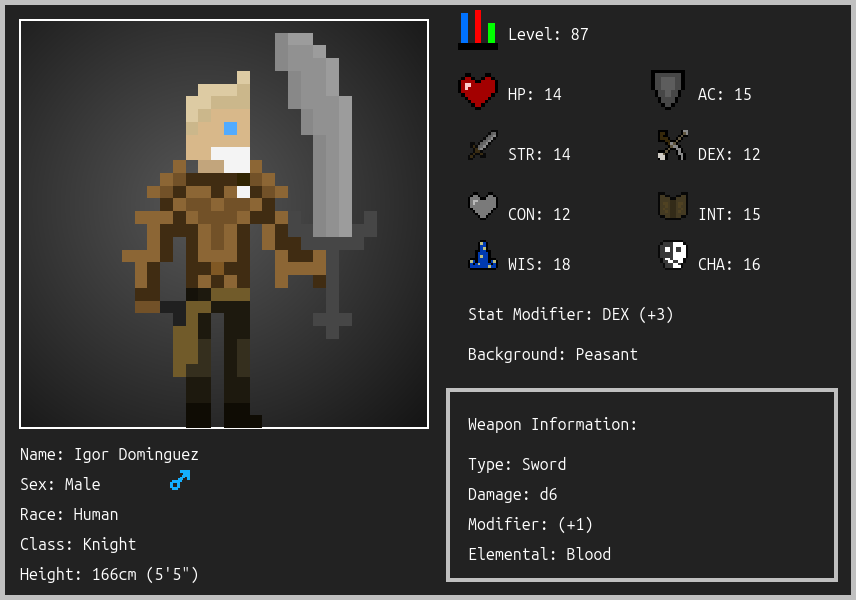 Level: 87
HP: 14
AC: 15
STR: 14
DEX: 12
CON: 12
INT: 15
WIS: 18
CHA: 16
Stat Modifier: DEX (+3)
Background: Peasant
Weapon Information:
Type: Sword
Damage: d6
Modifier: (+1)
Elemental: Blood
Name: Igor Dominguez
Sex: Male
Race: Human
Class: Knight
Height: 166cm (5'5")